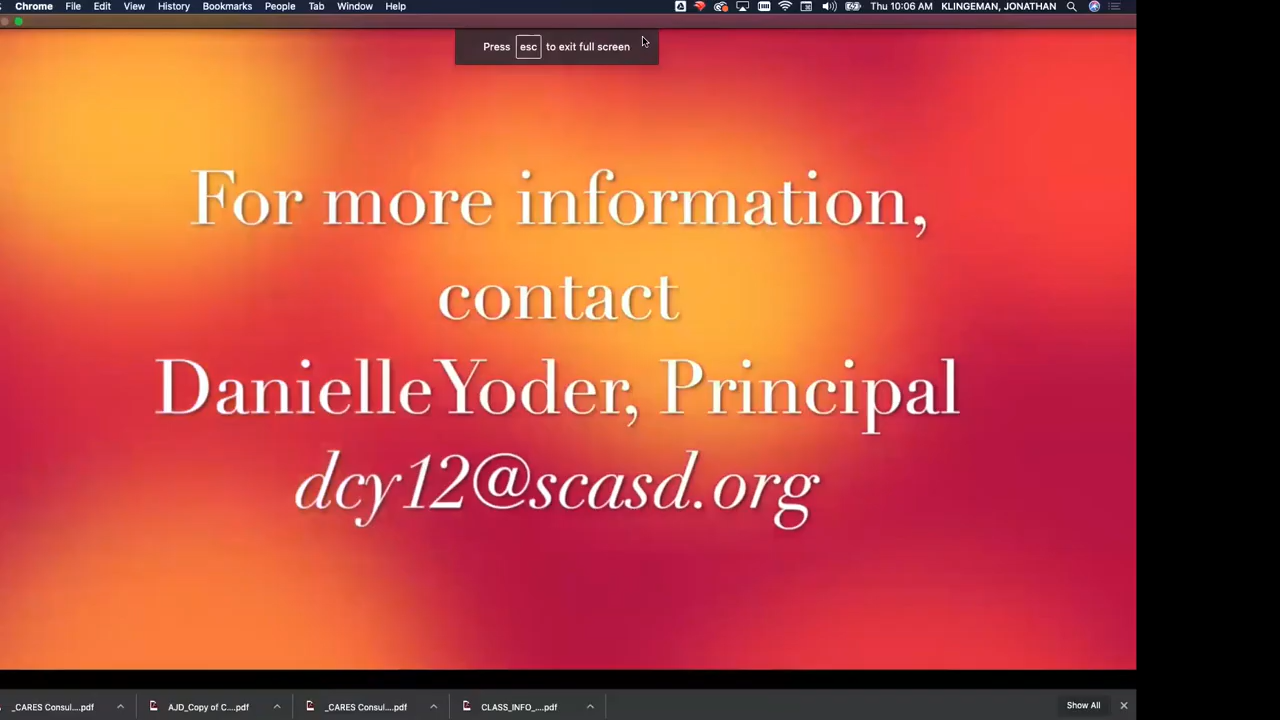 Chrome File Edit View History Bookmarks People Tab Window Help Thu 10:06 AM KLINGEMAN, JONATHAN
Press esc to exit full screen
For more information,
contact
Danielle Yoder, Principal
dcy12@scasd.org
_CARES Consul....pdf AJD_Copy of C....pdf _CARES Consul....pdf CLASS_INFO_....pdf Show All